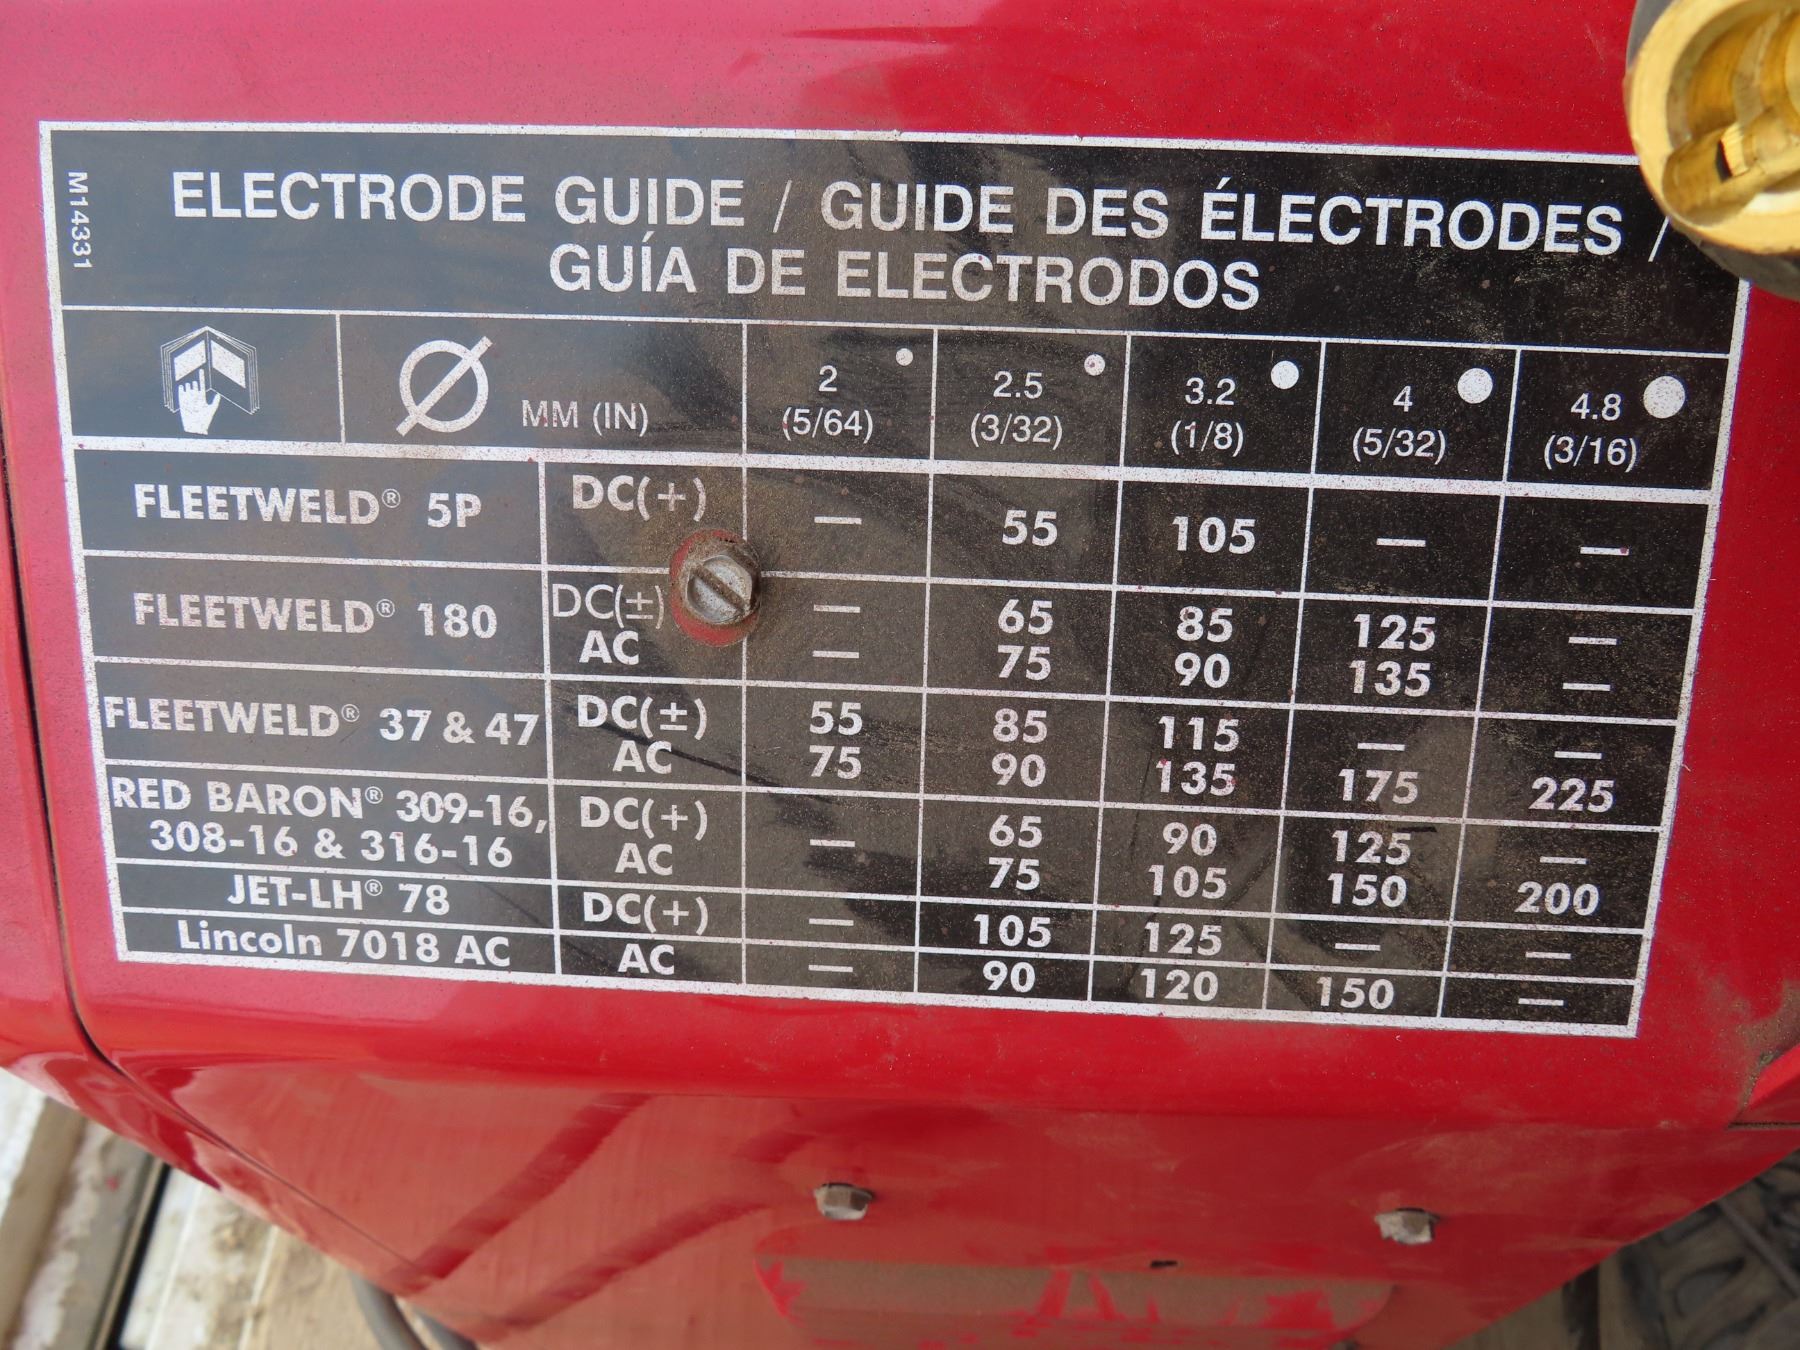 M14331
ELECTRODE GUIDE / GUIDE DES ÉLECTRODES /
GUÍA DE ELECTRODOS
MM (IN)
2 (5/64)
2.5 (3/32)
3.2 (1/8)
4 (5/32)
4.8 (3/16)
FLEETWELD® 5P DC(+) — 55 105 — —
FLEETWELD® 180 DC(±) — 65 85 125 —
AC — 75 90 135 —
FLEETWELD® 37 & 47 DC(±) 55 85 115 — —
AC 75 90 135 175 225
RED BARON® 309-16, DC(+) — 65 90 125 —
308-16 & 316-16 AC 75 105 150 200
JET-LH® 78 DC(+) — 105 125 — —
Lincoln 7018 AC AC — 90 120 150 —